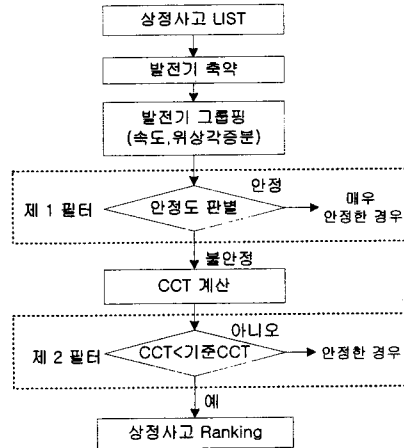 상정사고 LIST
발전기 축약
발전기 그룹핑
(속도,위상각증분)
안정
제 1 필터
안정도 판별
매우
안정한 경우
불안정
CCT 계산
아니오
제 2 필터
CCT<기준CCT
안정한 경우
예
상정사고 Ranking